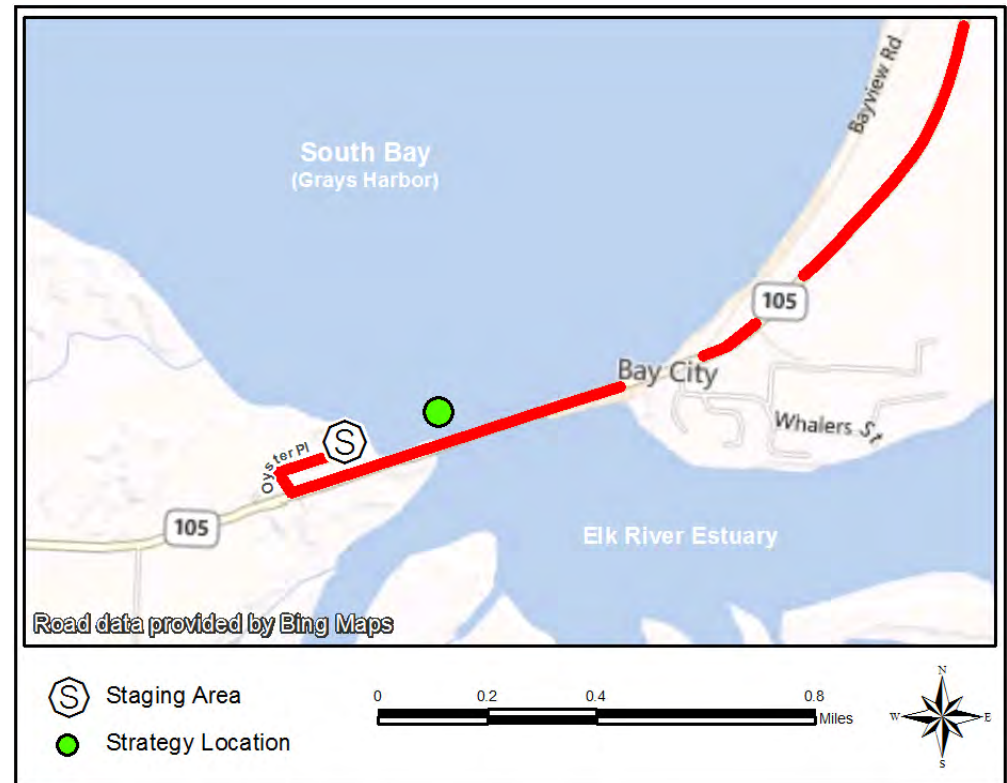 Bayview Rd
South Bay
(Grays Harbor)
105
Bay City
Whalers St
S
Oyster Pl
105
Elk River Estuary
Road data provided by Bing Maps
S Staging Area
Strategy Location
0 0.2 0.4 0.8
Miles
N
W E
S